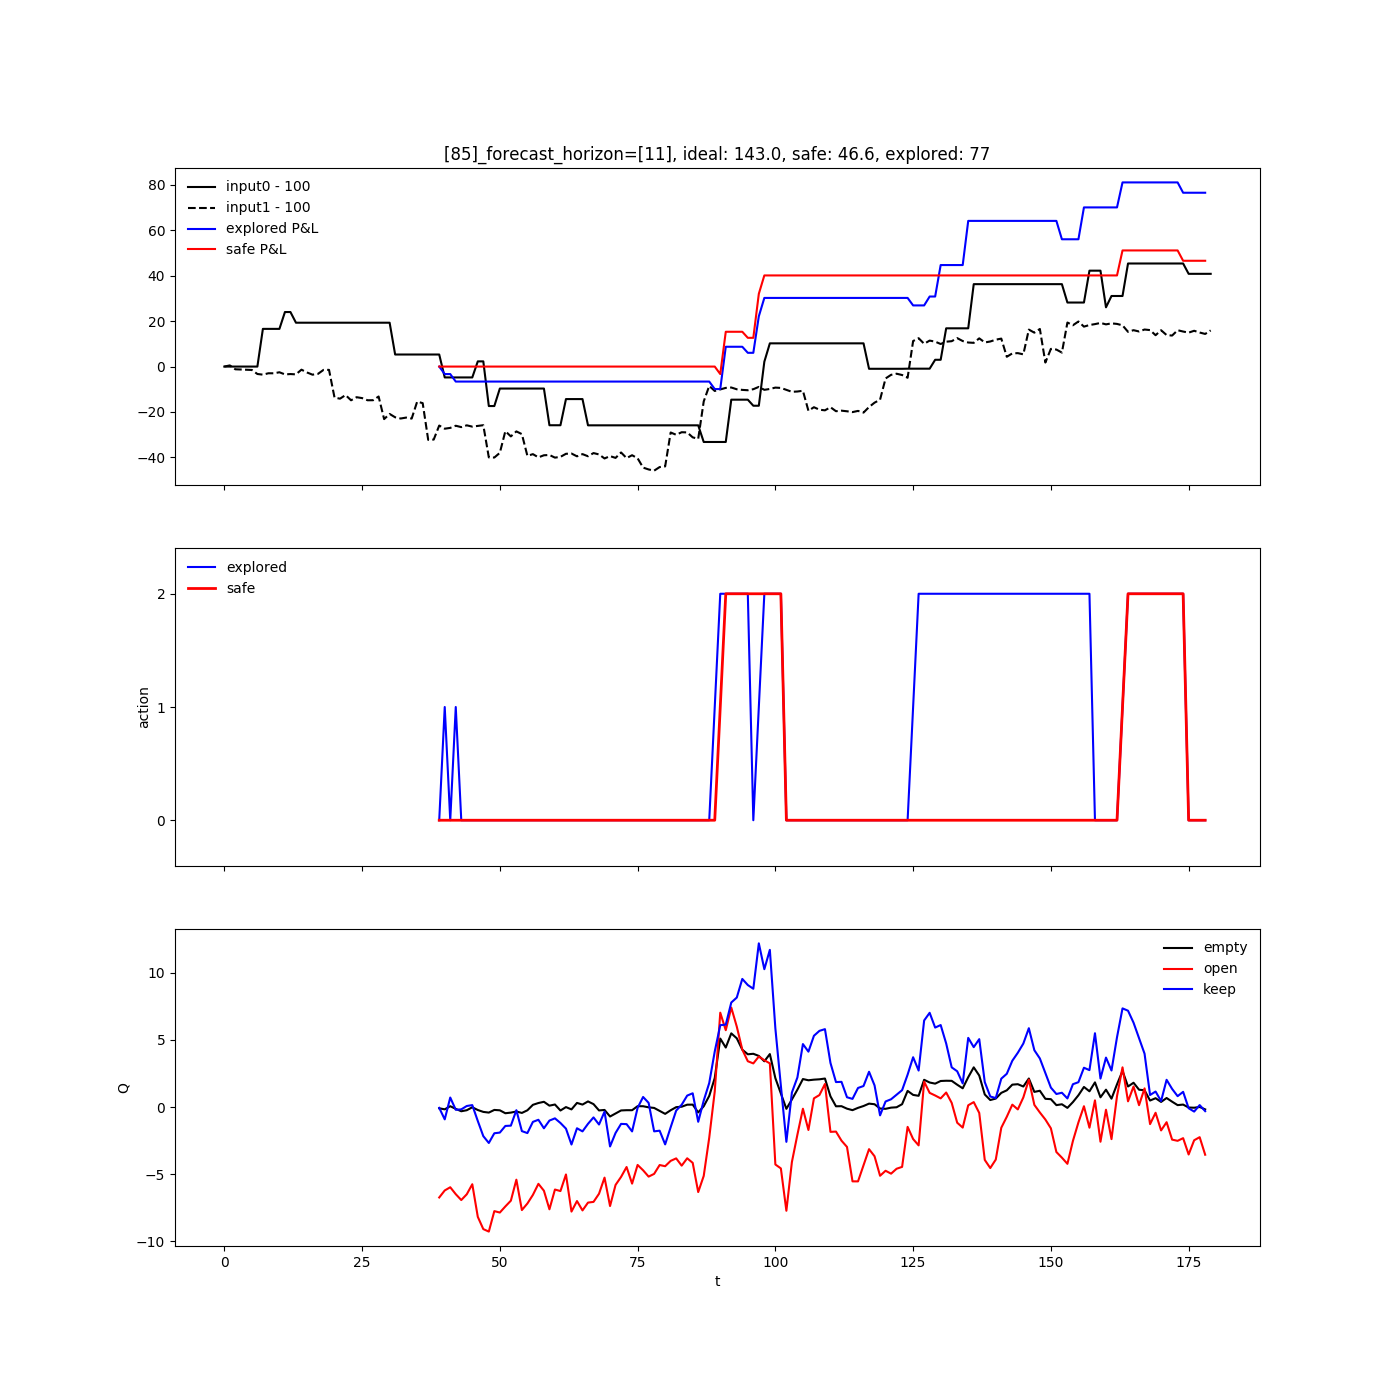 [85]_forecast_horizon=[11], ideal: 143.0, safe: 46.6, explored: 77
input0 - 100
input1 - 100
explored P&L
safe P&L
80
60
40
20
0
−20
−40
explored
safe
action
2
1
0
empty
open
keep
Q
10
5
0
−5
−10
0 25 50 75 100 125 150 175
t